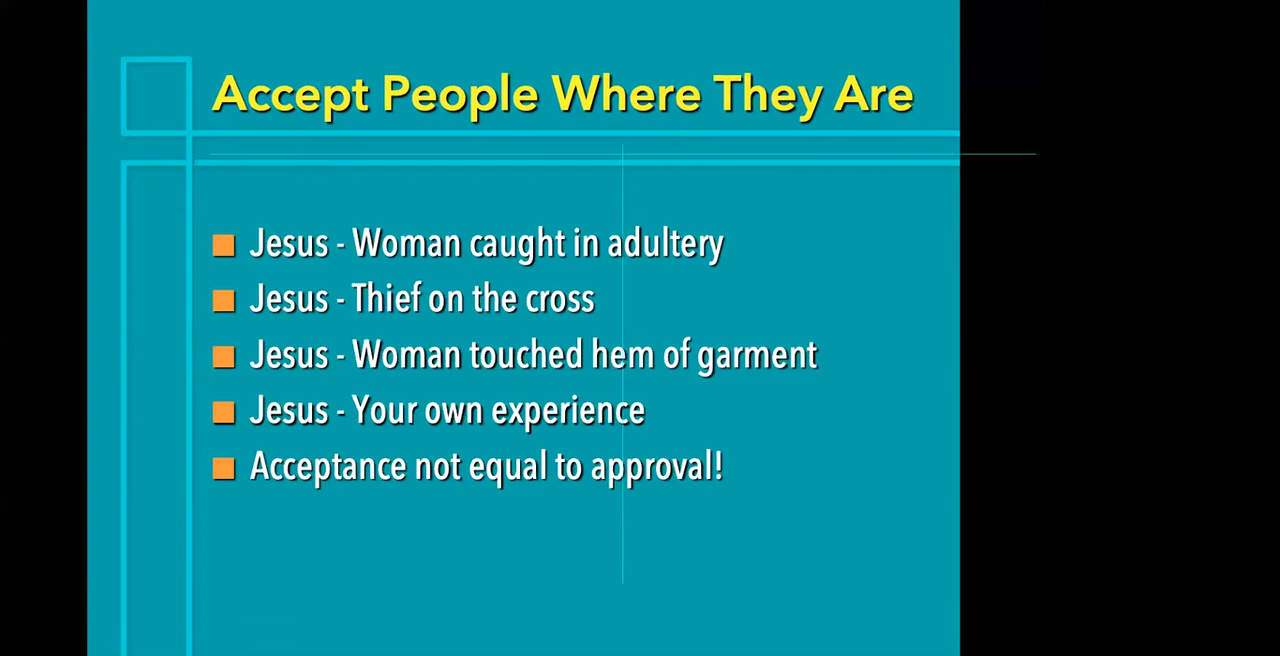 Accept People Where They Are
Jesus - Woman caught in adultery
Jesus - Thief on the cross
Jesus - Woman touched hem of garment
Jesus - Your own experience
Acceptance not equal to approval!